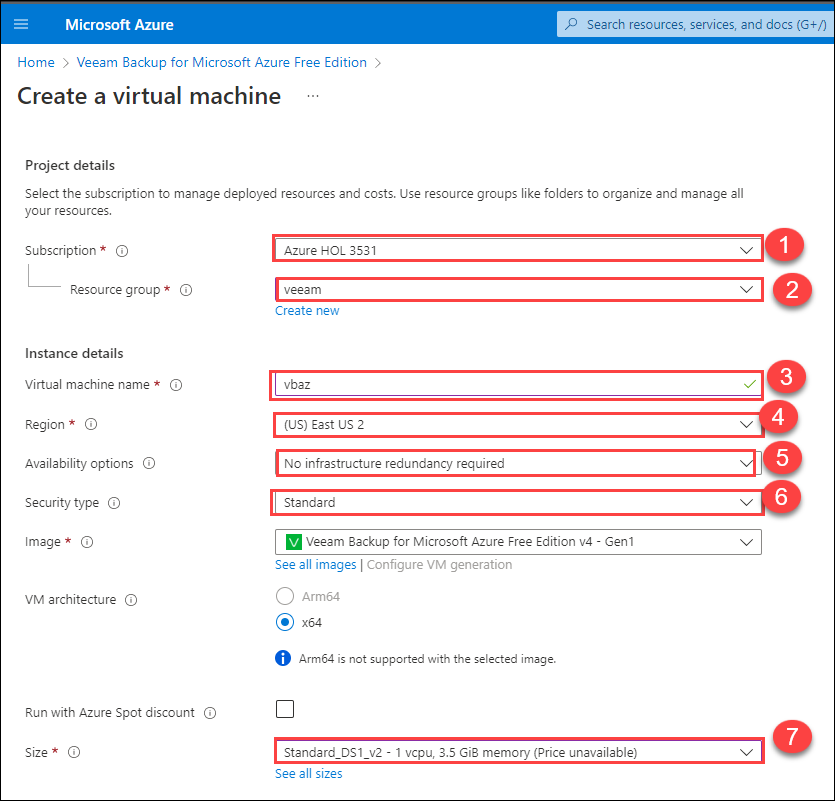 Microsoft Azure
Search resources, services, and docs (G+/)
Home > Veeam Backup for Microsoft Azure Free Edition >
Create a virtual machine ...
Project details
Select the subscription to manage deployed resources and costs. Use resource groups like folders to organize and manage all
your resources.
Subscription * Azure HOL 3531 1
Resource group * veeam 2
Create new
Instance details
Virtual machine name * vbaz 3
Region * (US) East US 2 4
Availability options No infrastructure redundancy required 5
Security type Standard 6
Image * Veeam Backup for Microsoft Azure Free Edition v4 - Gen1
See all images | Configure VM generation
VM architecture Arm64
x64
Arm64 is not supported with the selected image.
Run with Azure Spot discount
Size * Standard_DS1_v2 - 1 vcpu, 3.5 GiB memory (Price unavailable) 7
See all sizes